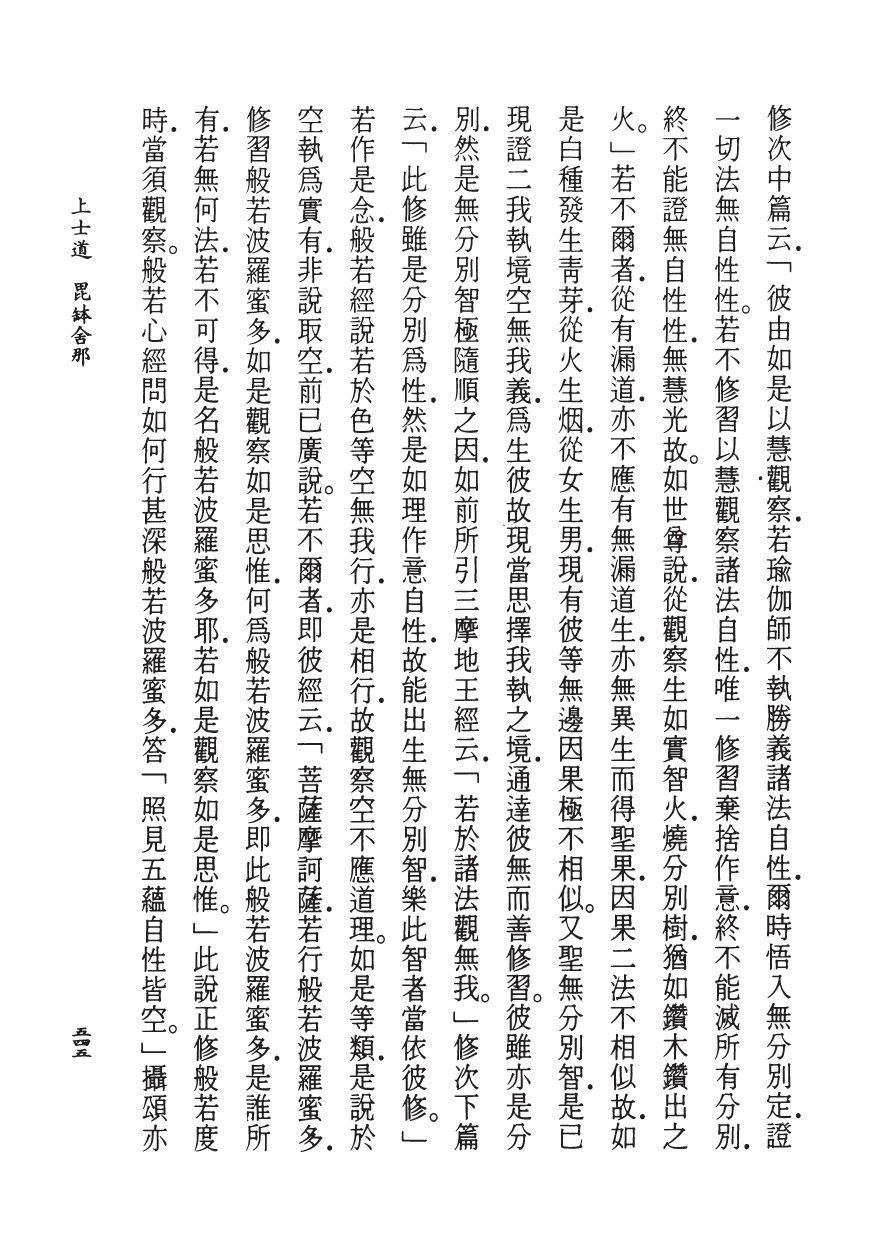 修次中篇云.「彼由如是以慧觀察.若瑜伽師不執勝義諸法自性.爾時悟入無分別定.證
一切法無自性性。若不修習以慧觀察諸法自性.唯一修習棄捨作意.終不能滅所有分別.
終不能證無自性性.無慧光故。如世尊說.從觀察生如實智火.燒分別樹.猶如鑽木鑽出之
火。」若不爾者.從有漏道.亦不應有無漏道生.亦無異生而得聖果.因果二法不相似故.如
是白種發生青芽.從火生烟.從女生男.現有彼等無邊因果極不相似。又聖無分別智.是已
現證二我執境空無我義.爲生彼故現當思擇我執之境.通達彼無而善修習。彼雖亦是分
別.然是無分別智極隨順之因.如前所引三摩地王經云.「若於諸法觀無我。」修次下篇
云.「此修雖是分別爲性.然是如理作意自性.故能出生無分別智.樂此智者當依彼修。」
若作是念.般若經說若於色等空無我行.亦是相行.故觀察空不應道理。如是等類.是說於
空執爲實有.非說取空.前已廣說。若不爾者.即彼經云.「菩薩摩訶薩.若行般若波羅蜜多.
修習般若波羅蜜多.如是觀察如是思惟.何爲般若波羅蜜多.即此般若波羅蜜多.是誰所
有.若無何法.若不可得.是名般若波羅蜜多耶.若如是觀察如是思惟。」此說正修般若度
時.當須觀察。般若心經問如何行甚深般若波羅蜜多.答「照見五蘊自性皆空。」攝頌亦
上士道 毘鉢舍那
五四五